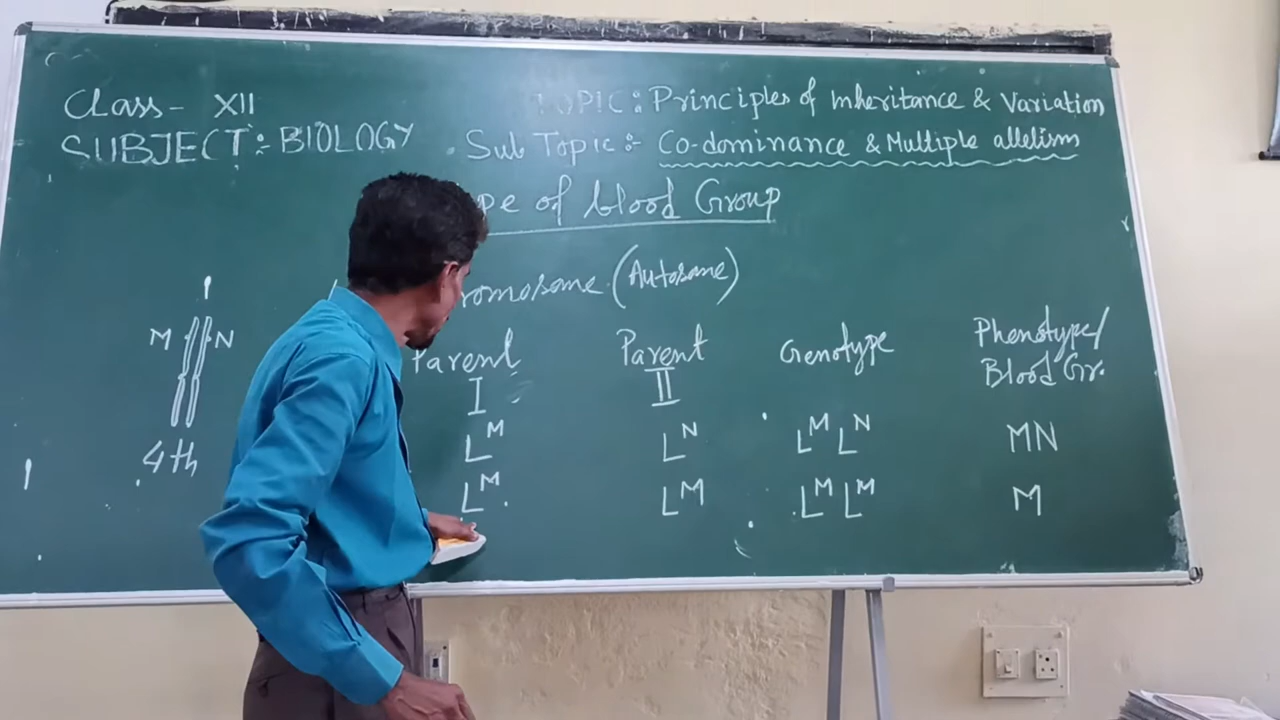 Class- XII
TOPIC:- Principles of Inheritance & Variation
SUBJECT:- BIOLOGY
Sub Topic:- Co-dominance & Multiple allelism
pe of blood Group
romosome (Autosome)
M N
4th
Parent I Parent II Genotype Phenotype/ Blood Gr.
L^M L^N L^M L^N MN
L^M L^M L^M L^M M